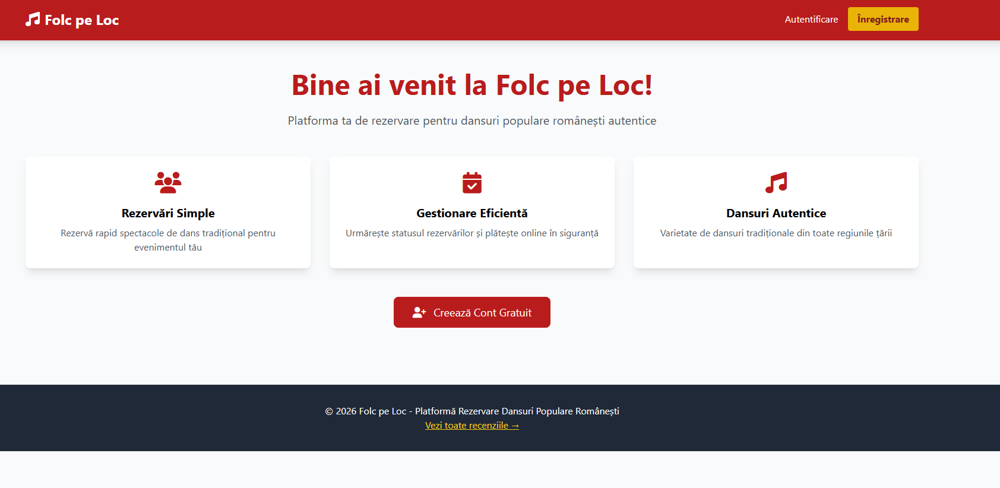 Folc pe Loc
Autentificare
Înregistrare
Bine ai venit la Folc pe Loc!
Platforma ta de rezervare pentru dansuri populare românești autentice
Rezervări Simple
Rezervă rapid spectacole de dans tradițional pentru
evenimentul tău
Gestionare Eficientă
Urmărește statusul rezervărilor și plătește online în siguranță
Dansuri Autentice
Varietate de dansuri tradiționale din toate regiunile țării
Creează Cont Gratuit
© 2026 Folc pe Loc - Platformă Rezervare Dansuri Populare Românești
Vezi toate recenziile →